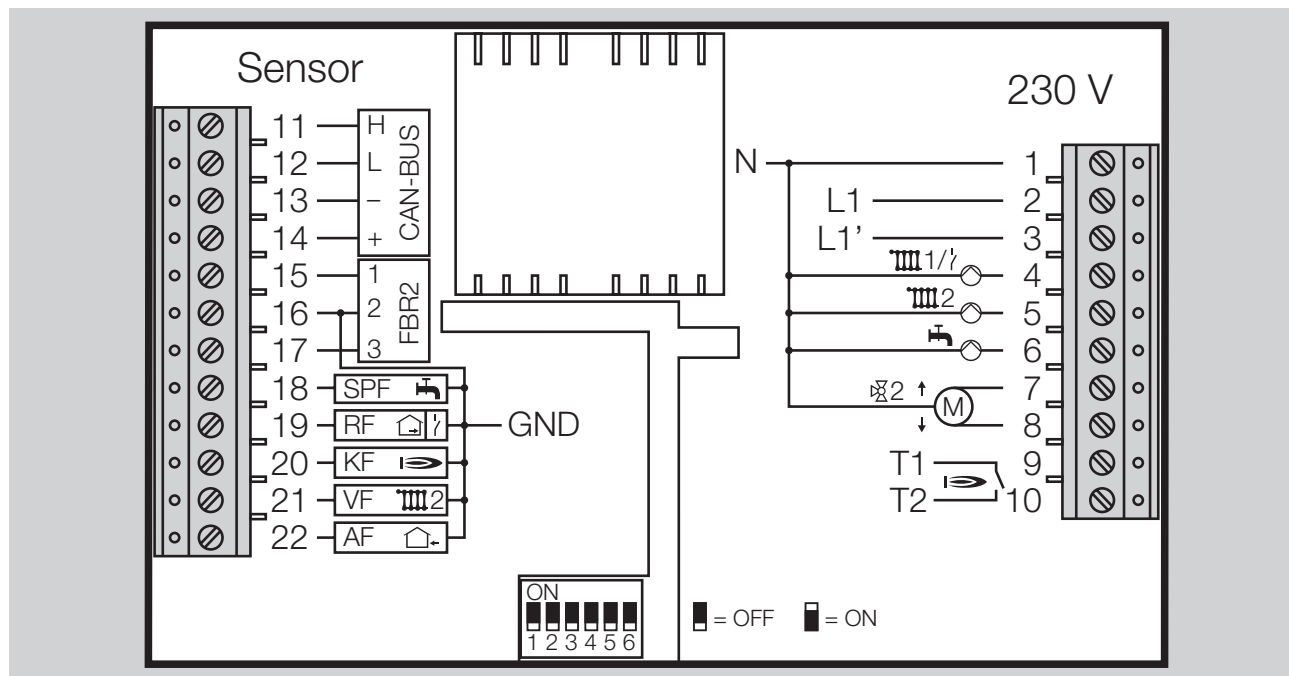 Sensor
11 H
12 L
13 –
14 +
CAN-BUS
15 1
16 2
17 3
FBR2
18 SPF
19 RF
20 KF
21 VF 2
22 AF
GND
230 V
N 1
L1 2
L1’ 3
1/ 4
2 5
6
2 M 7
8
T1 9
T2 10
ON
1 2 3 4 5 6
= OFF = ON